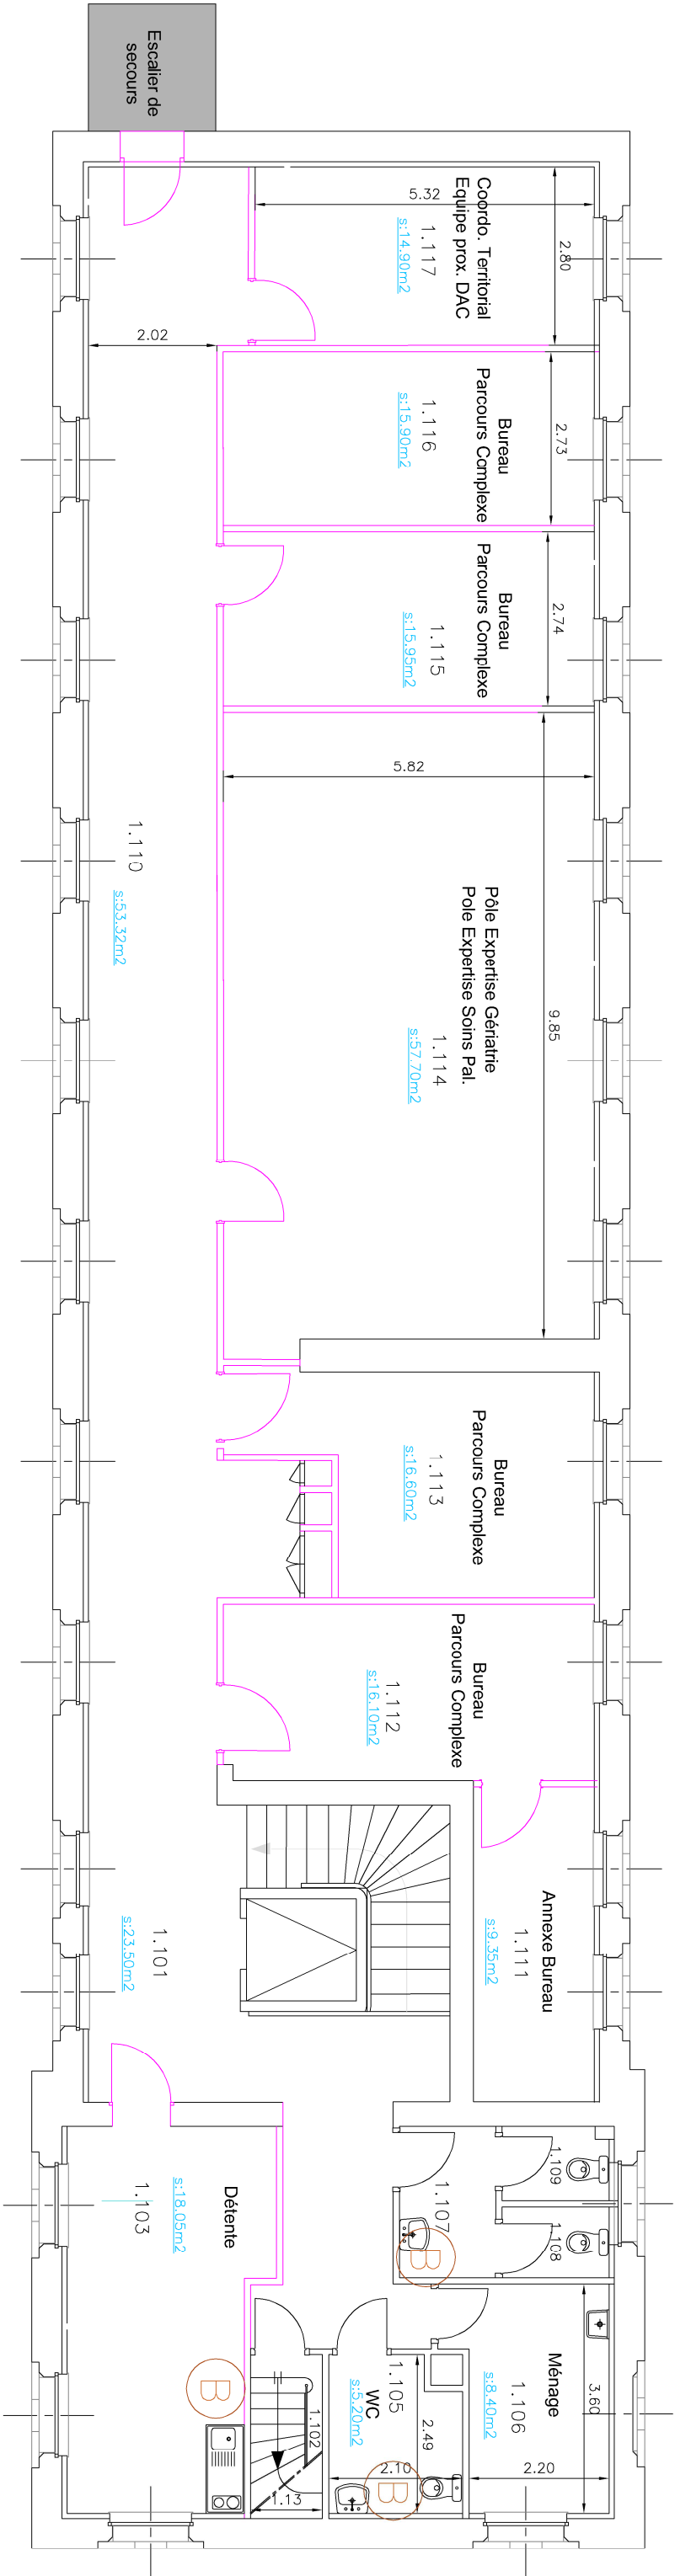 Escalier de
secours
Coordo. Territorial
Equipe prox. DAC
1.117
s:14.90m2
5.32
2.80
2.02
Bureau
Parcours Complexe
1.116
s:15.90m2
2.73
Bureau
Parcours Complexe
1.115
s:15.95m2
2.74
5.82
1.110
s:53.32m2
Pôle Expertise Gériatrie
Pole Expertise Soins Pal.
1.114
s:57.70m2
9.85
Bureau
Parcours Complexe
1.113
s:16.60m2
Bureau
Parcours Complexe
1.112
s:16.10m2
Annexe Bureau
1.111
s:9.35m2
1.101
s:23.50m2
Détente
s:18.05m2
1.103
B
1.109
1.108
1.107
B
Ménage
1.106
s:8.40m2
3.60
2.20
1.105
WC
s:5.20m2
2.49
2.10
B
1.102
1.13